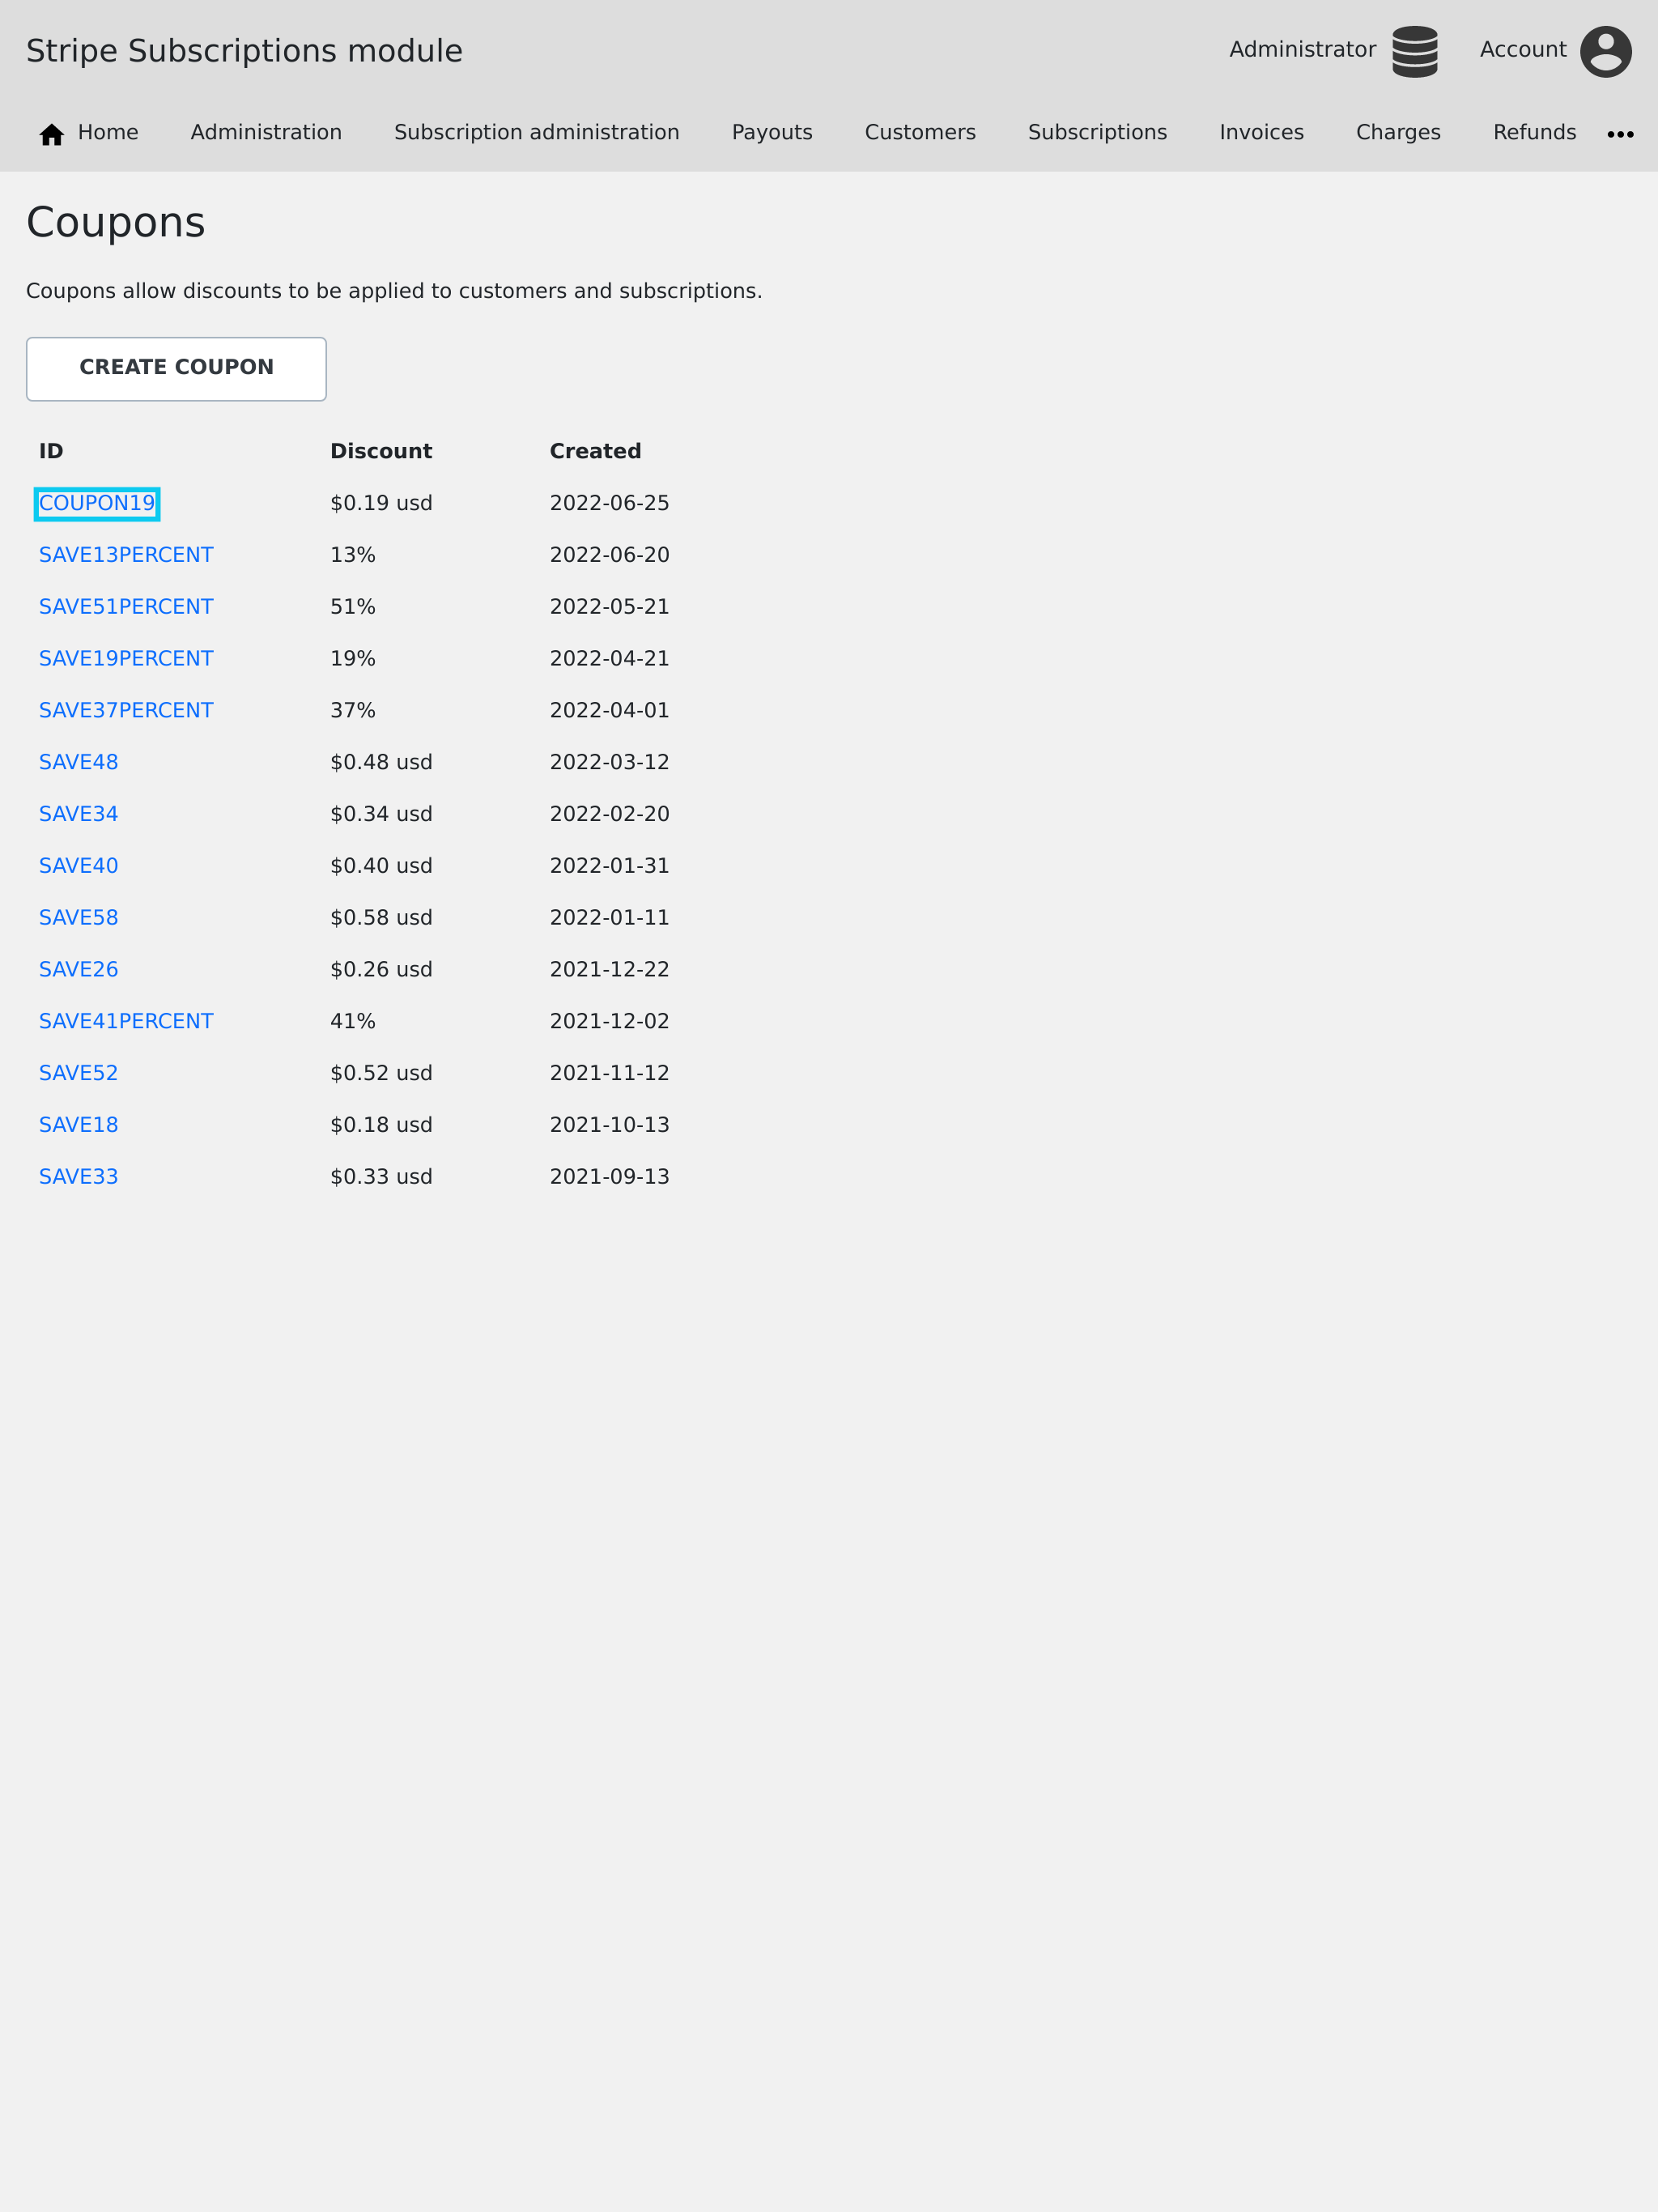 Stripe Subscriptions module Administrator Account
Home Administration Subscription administration Payouts Customers Subscriptions Invoices Charges Refunds
Coupons
Coupons allow discounts to be applied to customers and subscriptions.
CREATE COUPON
ID Discount Created
COUPON19 $0.19 usd 2022-06-25
SAVE13PERCENT 13% 2022-06-20
SAVE51PERCENT 51% 2022-05-21
SAVE19PERCENT 19% 2022-04-21
SAVE37PERCENT 37% 2022-04-01
SAVE48 $0.48 usd 2022-03-12
SAVE34 $0.34 usd 2022-02-20
SAVE40 $0.40 usd 2022-01-31
SAVE58 $0.58 usd 2022-01-11
SAVE26 $0.26 usd 2021-12-22
SAVE41PERCENT 41% 2021-12-02
SAVE52 $0.52 usd 2021-11-12
SAVE18 $0.18 usd 2021-10-13
SAVE33 $0.33 usd 2021-09-13